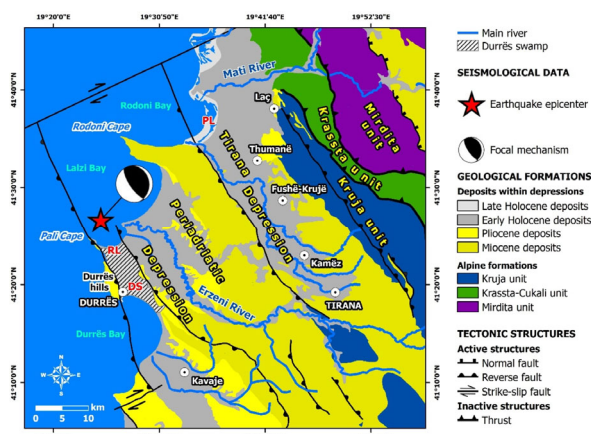 19°20'0"E 19°30'50"E 19°41'40"E 19°52'30"E
41°40'0"N
41°30'0"N
41°20'0"N
41°10'0"N
Mati River
Rodoni Bay
PL
Laç
Mirdita
unit
Krassta unit
Rodoni Cape
Tirana
Depression
Thumanë
Kruja unit
Lalzi Bay
Fushë-Krujë
Periadriatic
Depression
Pali Cape
RL
Kamëz
Durrës
hills
DS
Erzeni River
TIRANA
DURRËS
Durrës Bay
Kavaje
N
W E
S
0 5 10
km
Main river
Durrës swamp
SEISMOLOGICAL DATA
Earthquake epicenter
Focal mechanism
GEOLOGICAL FORMATIONS
Deposits within depressions
Late Holocene deposits
Early Holocene deposits
Pliocene deposits
Miocene deposits
Alpine formations
Kruja unit
Krassta-Cukali unit
Mirdita unit
TECTONIC STRUCTURES
Active structures
Normal fault
Reverse fault
Strike-slip fault
Inactive structures
Thrust